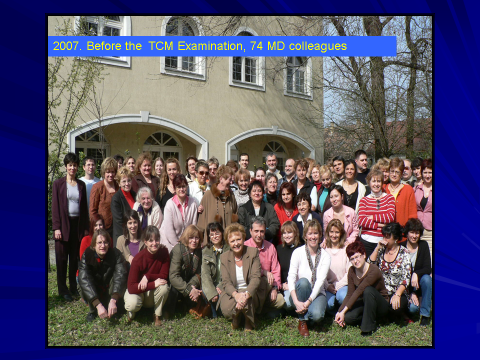 2007. Before the  TCM Examination, 74 MD colleagues